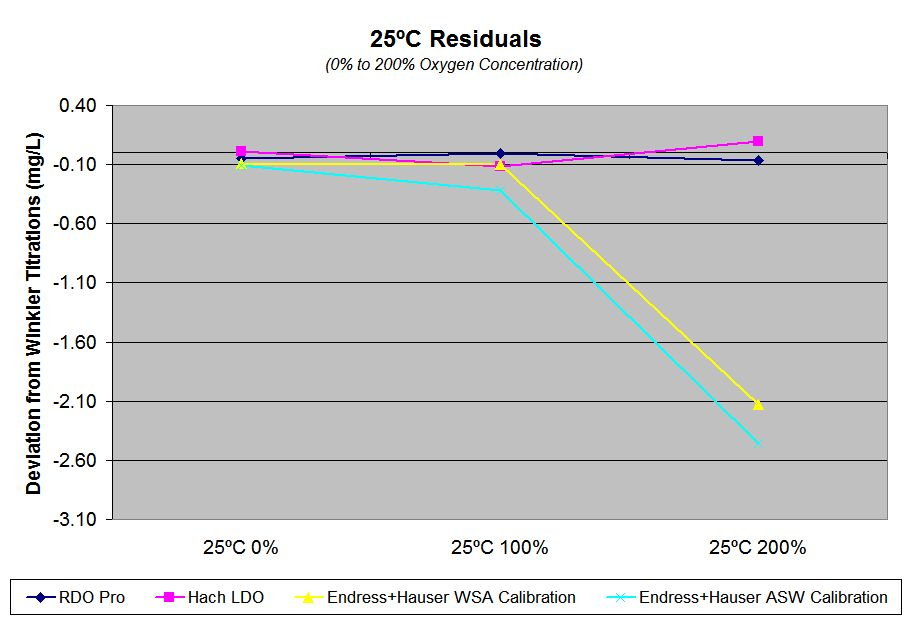 25ºC Residuals
(0% to 200% Oxygen Concentration)
Deviation from Winkler Titrations (mg/L)
0.40
-0.10
-0.60
-1.10
-1.60
-2.10
-2.60
-3.10
25ºC 0% 25ºC 100% 25ºC 200%
RDO Pro Hach LDO Endress+Hauser WSA Calibration Endress+Hauser ASW Calibration